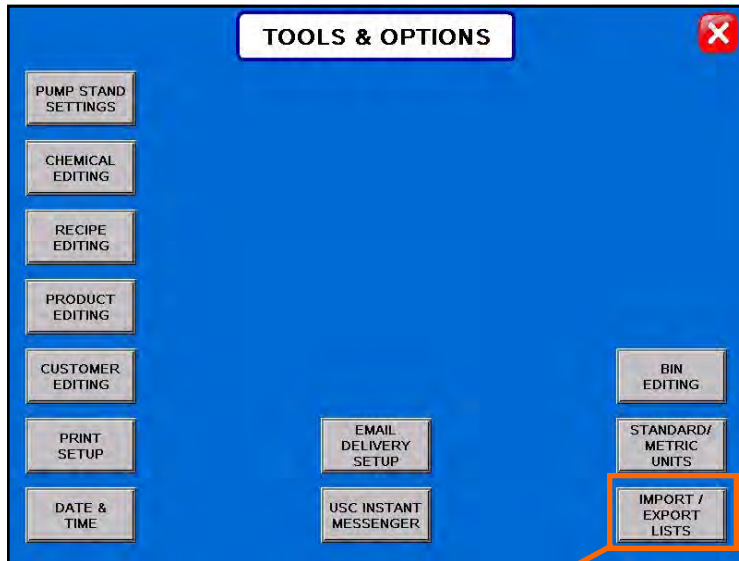 TOOLS & OPTIONS
PUMP STAND
SETTINGS
CHEMICAL
EDITING
RECIPE
EDITING
PRODUCT
EDITING
CUSTOMER
EDITING
PRINT
SETUP
DATE &
TIME
EMAIL
DELIVERY
SETUP
USC INSTANT
MESSENGER
BIN
EDITING
STANDARD/
METRIC
UNITS
IMPORT /
EXPORT
LISTS